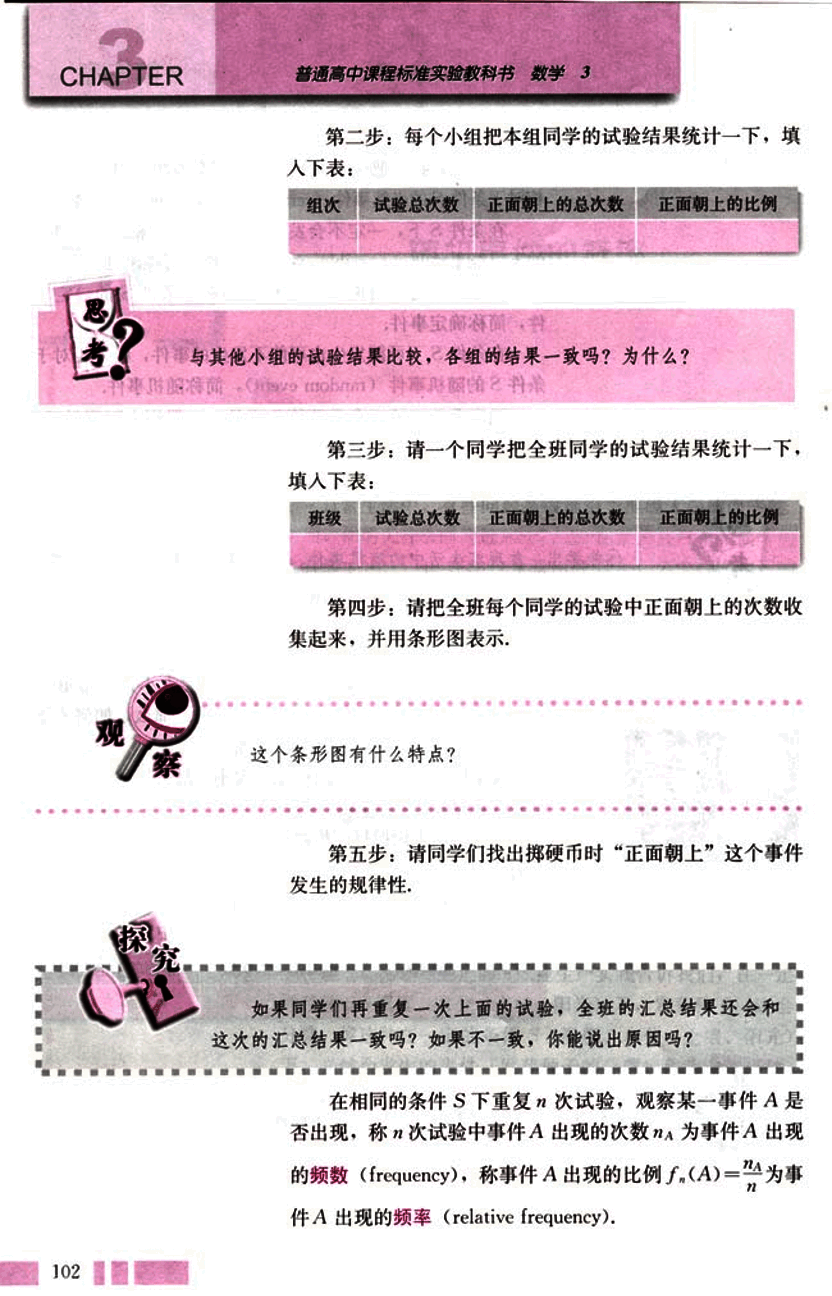 3
CHAPTER
普通高中课程标准实验教科书 数学 3
第二步：每个小组把本组同学的试验结果统计一下，填
入下表：
组次 试验总次数 正面朝上的总次数 正面朝上的比例
思
考
?
与其他小组的试验结果比较，各组的结果一致吗？为什么？
第三步：请一个同学把全班同学的试验结果统计一下，
填入下表：
班级 试验总次数 正面朝上的总次数 正面朝上的比例
第四步：请把全班每个同学的试验中正面朝上的次数收
集起来，并用条形图表示.
观
察
这个条形图有什么特点？
第五步：请同学们找出掷硬币时“正面朝上”这个事件
发生的规律性.
探
究
如果同学们再重复一次上面的试验，全班的汇总结果还会和
这次的汇总结果一致吗？如果不一致，你能说出原因吗？
在相同的条件 S 下重复 n 次试验，观察某一事件 A 是
否出现，称 n 次试验中事件 A 出现的次数 nA 为事件 A 出现
的频数（frequency），称事件 A 出现的比例 fn(A)=nA/n 为事
件 A 出现的频率（relative frequency）.
102